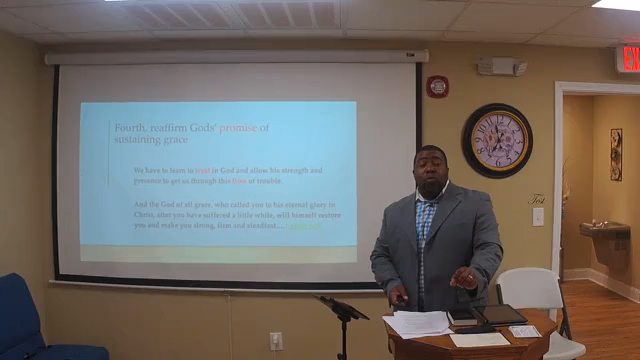 Fourth, reaffirm Gods' promise of
sustaining grace
We have to learn to trust in God and allow his strength and
presence to get us through this time of trouble.
And the God of all grace, who called you to his eternal glory in
Christ, after you have suffered a little while, will himself restore
you and make you strong, firm and steadfast…
EX